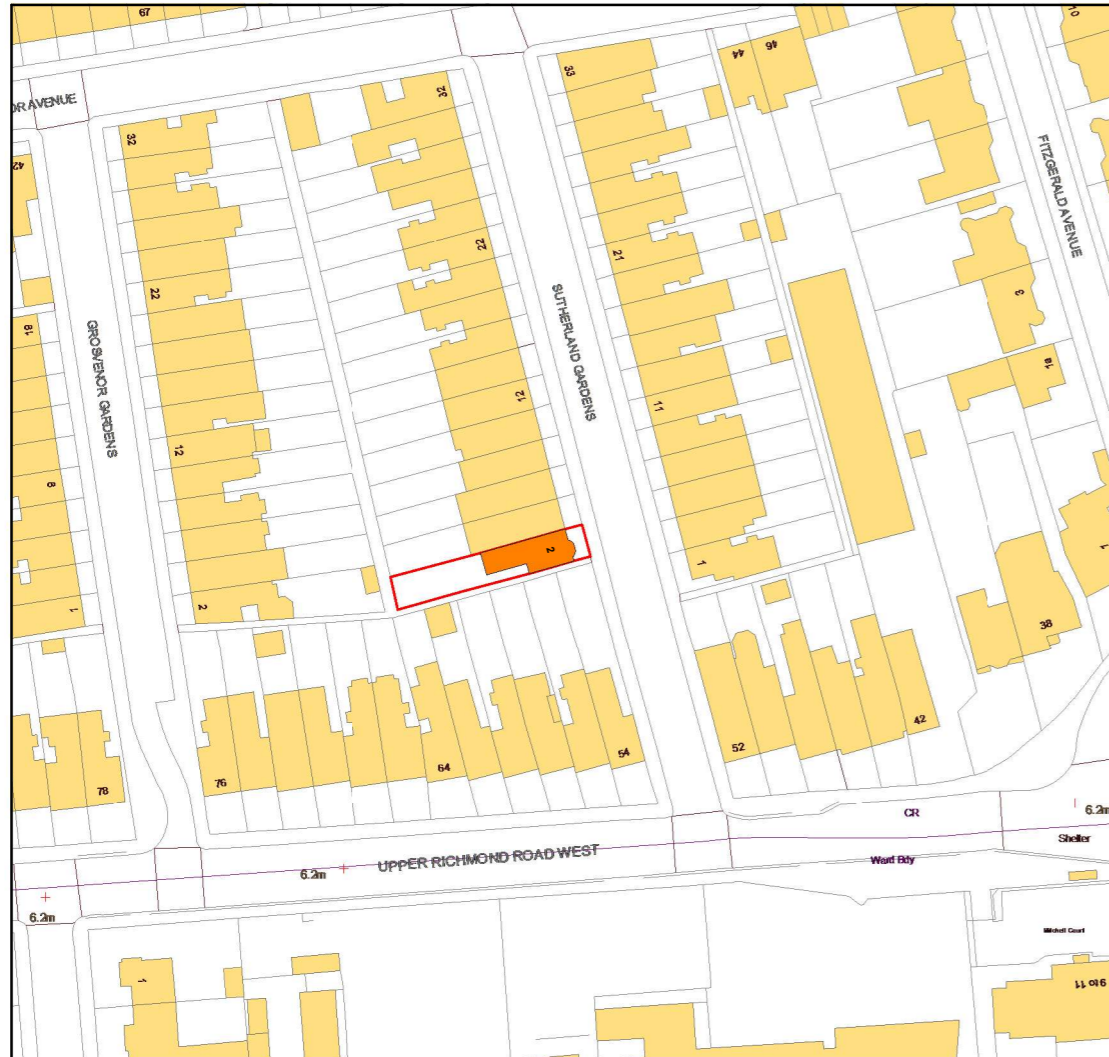 67
33
44
46
10
OR AVENUE
32
32
42
FITZGERALD AVENUE
22
21
22
3
SUTHERLAND GARDENS
18
GROSVENOR GARDENS
1a
12
11
12
8
2
1
1
1
2
38
52
42
54
64
76
78
CR
6.2m
Shelter
UPPER RICHMOND ROAD WEST
Ward Bdy
6.2m
6.2m
Mitchell Court
1
9 to 11